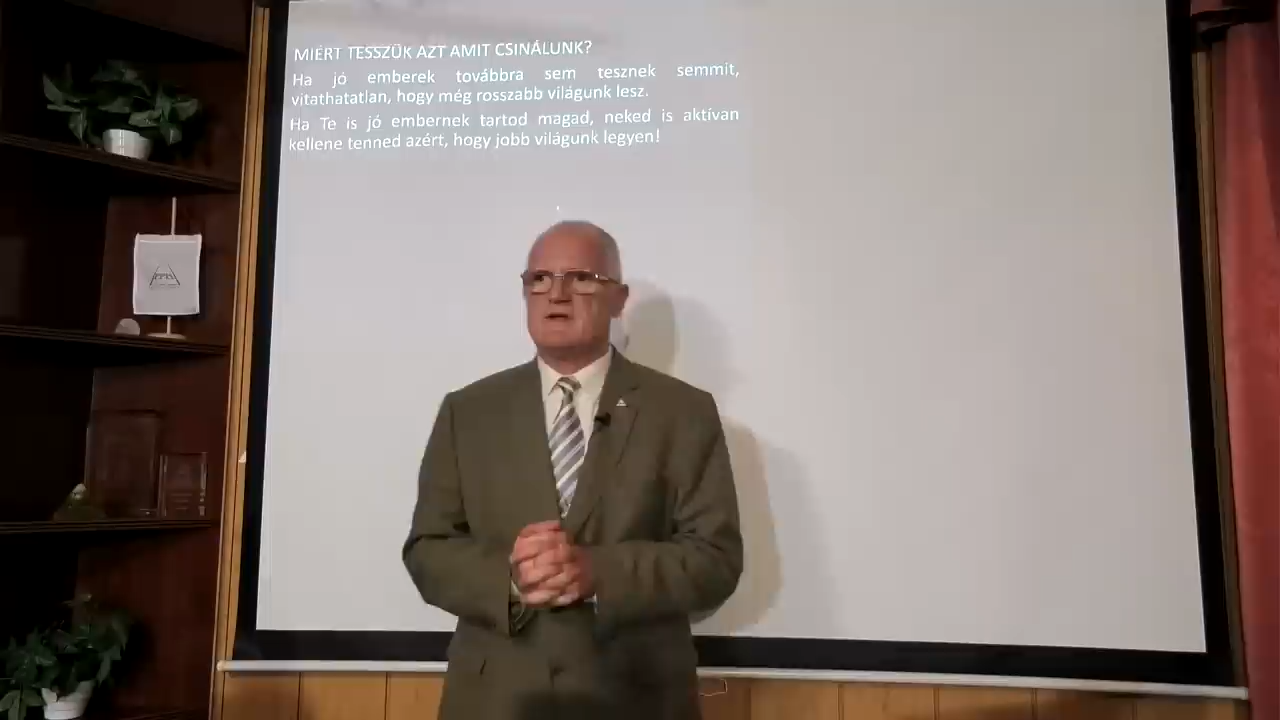 MIÉRT TESSZÜK AZT AMIT CSINÁLUNK?
Ha jó emberek továbbra sem tesznek semmit,
vitathatatlan, hogy még rosszabb világunk lesz.
Ha Te is jó embernek tartod magad, neked is aktívan
kellene tenned azért, hogy jobb világunk legyen!